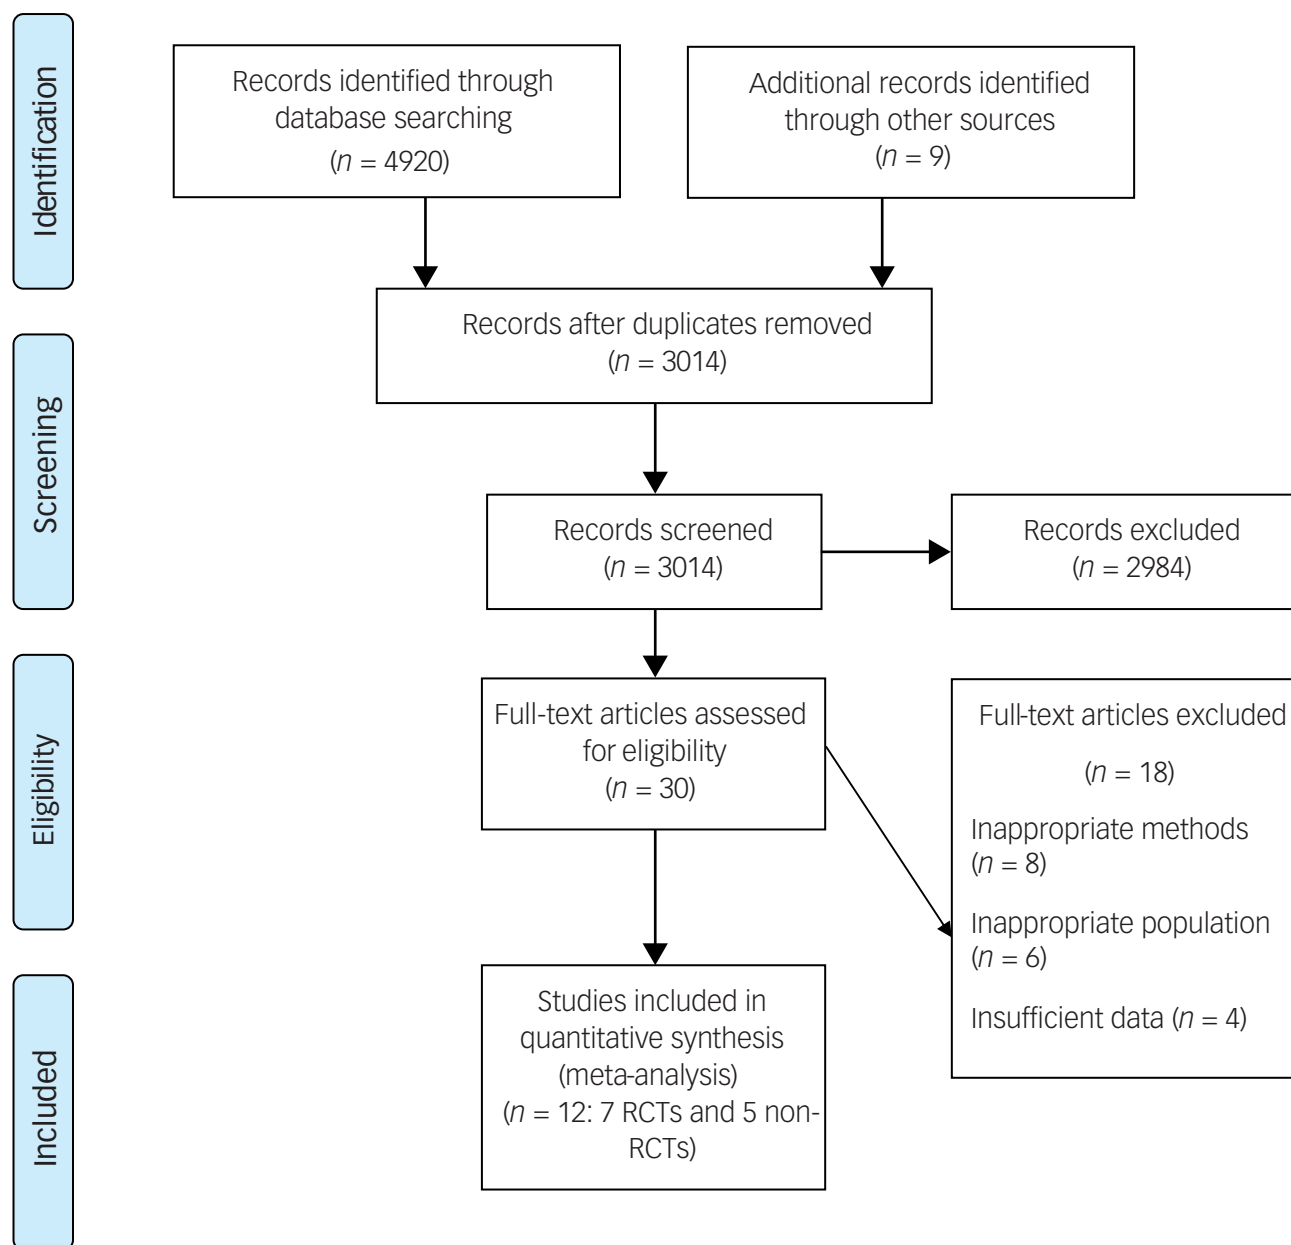 Identification
Records identified through
database searching
(n = 4920)
Additional records identified
through other sources
(n = 9)
Records after duplicates removed
(n = 3014)
Screening
Records screened
(n = 3014)
Records excluded
(n = 2984)
Eligibility
Full-text articles assessed
for eligibility
(n = 30)
Full-text articles excluded
(n = 18)
Inappropriate methods
(n = 8)
Inappropriate population
(n = 6)
Insufficient data (n = 4)
Included
Studies included in
quantitative synthesis
(meta-analysis)
(n = 12: 7 RCTs and 5 non-
RCTs)